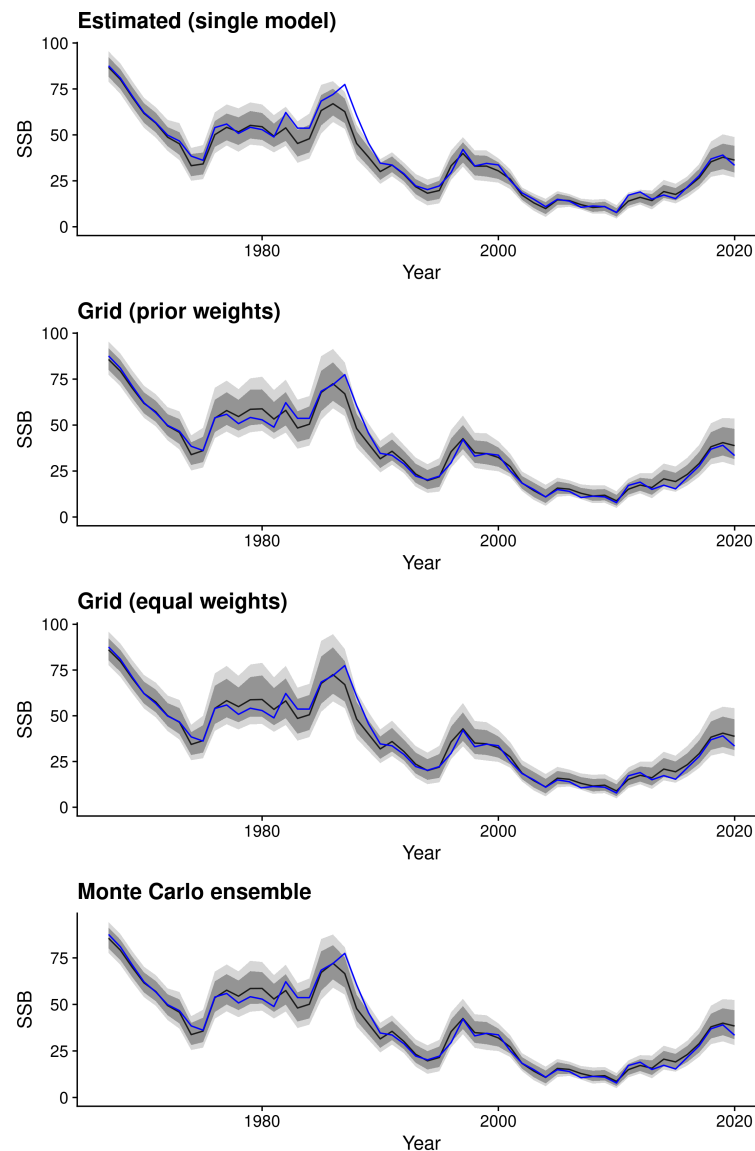 Estimated (single model)
100
75
50
25
0
SSB
1980
2000
2020
Year
Grid (prior weights)
100
75
50
25
0
SSB
1980
2000
2020
Year
Grid (equal weights)
100
75
50
25
0
SSB
1980
2000
2020
Year
Monte Carlo ensemble
75
50
25
0
SSB
1980
2000
2020
Year